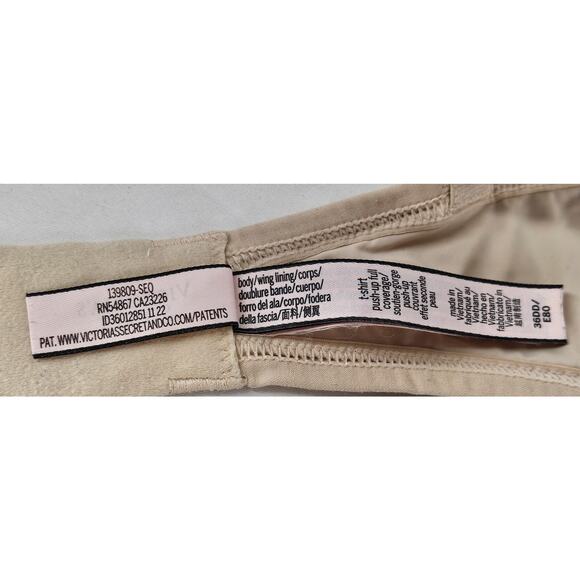 139809-SEQ
RN54867 CA23226
ID36012851 11 22
PAT. WWW.VICTORIASSECRETANDCO.COM/PATENTS
body/wing lining/corps/
doublure bande/cuerpo/
forro del ala/corpo/fodera
della fascia/面料/侧翼
t-shirt
push-up full
coverage/
soutien-gorge
push-up
couvrant
effet seconde
peau
made in
Vietnam/
fabriqué au
Vietnam/
hecho en
Vietnam/
fabbricato in
Vietnam/
越南制造
36DD/
E80